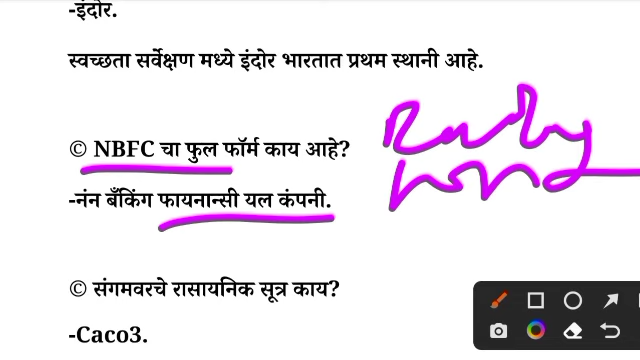 -इंदोर.
स्वच्छता सर्वेक्षण मध्ये इंदोर भारतात प्रथम स्थानी आहे.
© NBFC चा फुल फॉर्म काय आहे?
-नंन बँकिंग फायनान्सी यल कंपनी.
© संगमवरचे रासायनिक सूत्र काय?
-Caco3.